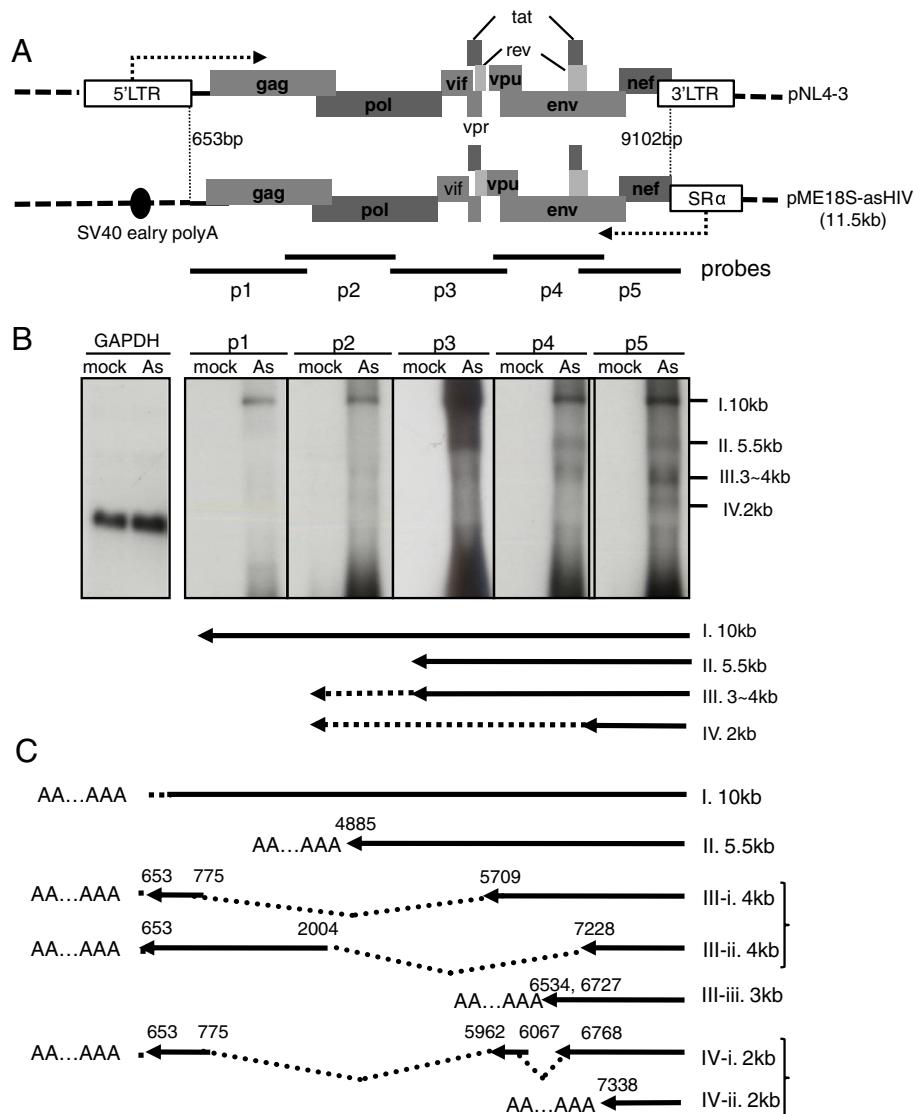 A
tat
rev
5'LTR
gag
vif
vpu
nef
3'LTR
pNL4-3
pol
env
vpr
653bp
9102bp
gag
vif
vpu
nef
SRα
pME18S-asHIV
(11.5kb)
pol
env
SV40 ealry polyA
probes
p1
p2
p3
p4
p5
B
GAPDH
p1
p2
p3
p4
p5
mock As
mock As
mock As
mock As
mock As
mock As
I.10kb
II. 5.5kb
III.3~4kb
IV.2kb
I. 10kb
II. 5.5kb
III. 3~4kb
IV. 2kb
C
AA...AAA
I. 10kb
4885
AA...AAA
II. 5.5kb
653 775 5709
AA...AAA
III-i. 4kb
653 2004 7228
AA...AAA
III-ii. 4kb
6534, 6727
AA...AAA
III-iii. 3kb
653 775 5962 6067 6768
AA...AAA
IV-i. 2kb
7338
AA...AAA
IV-ii. 2kb